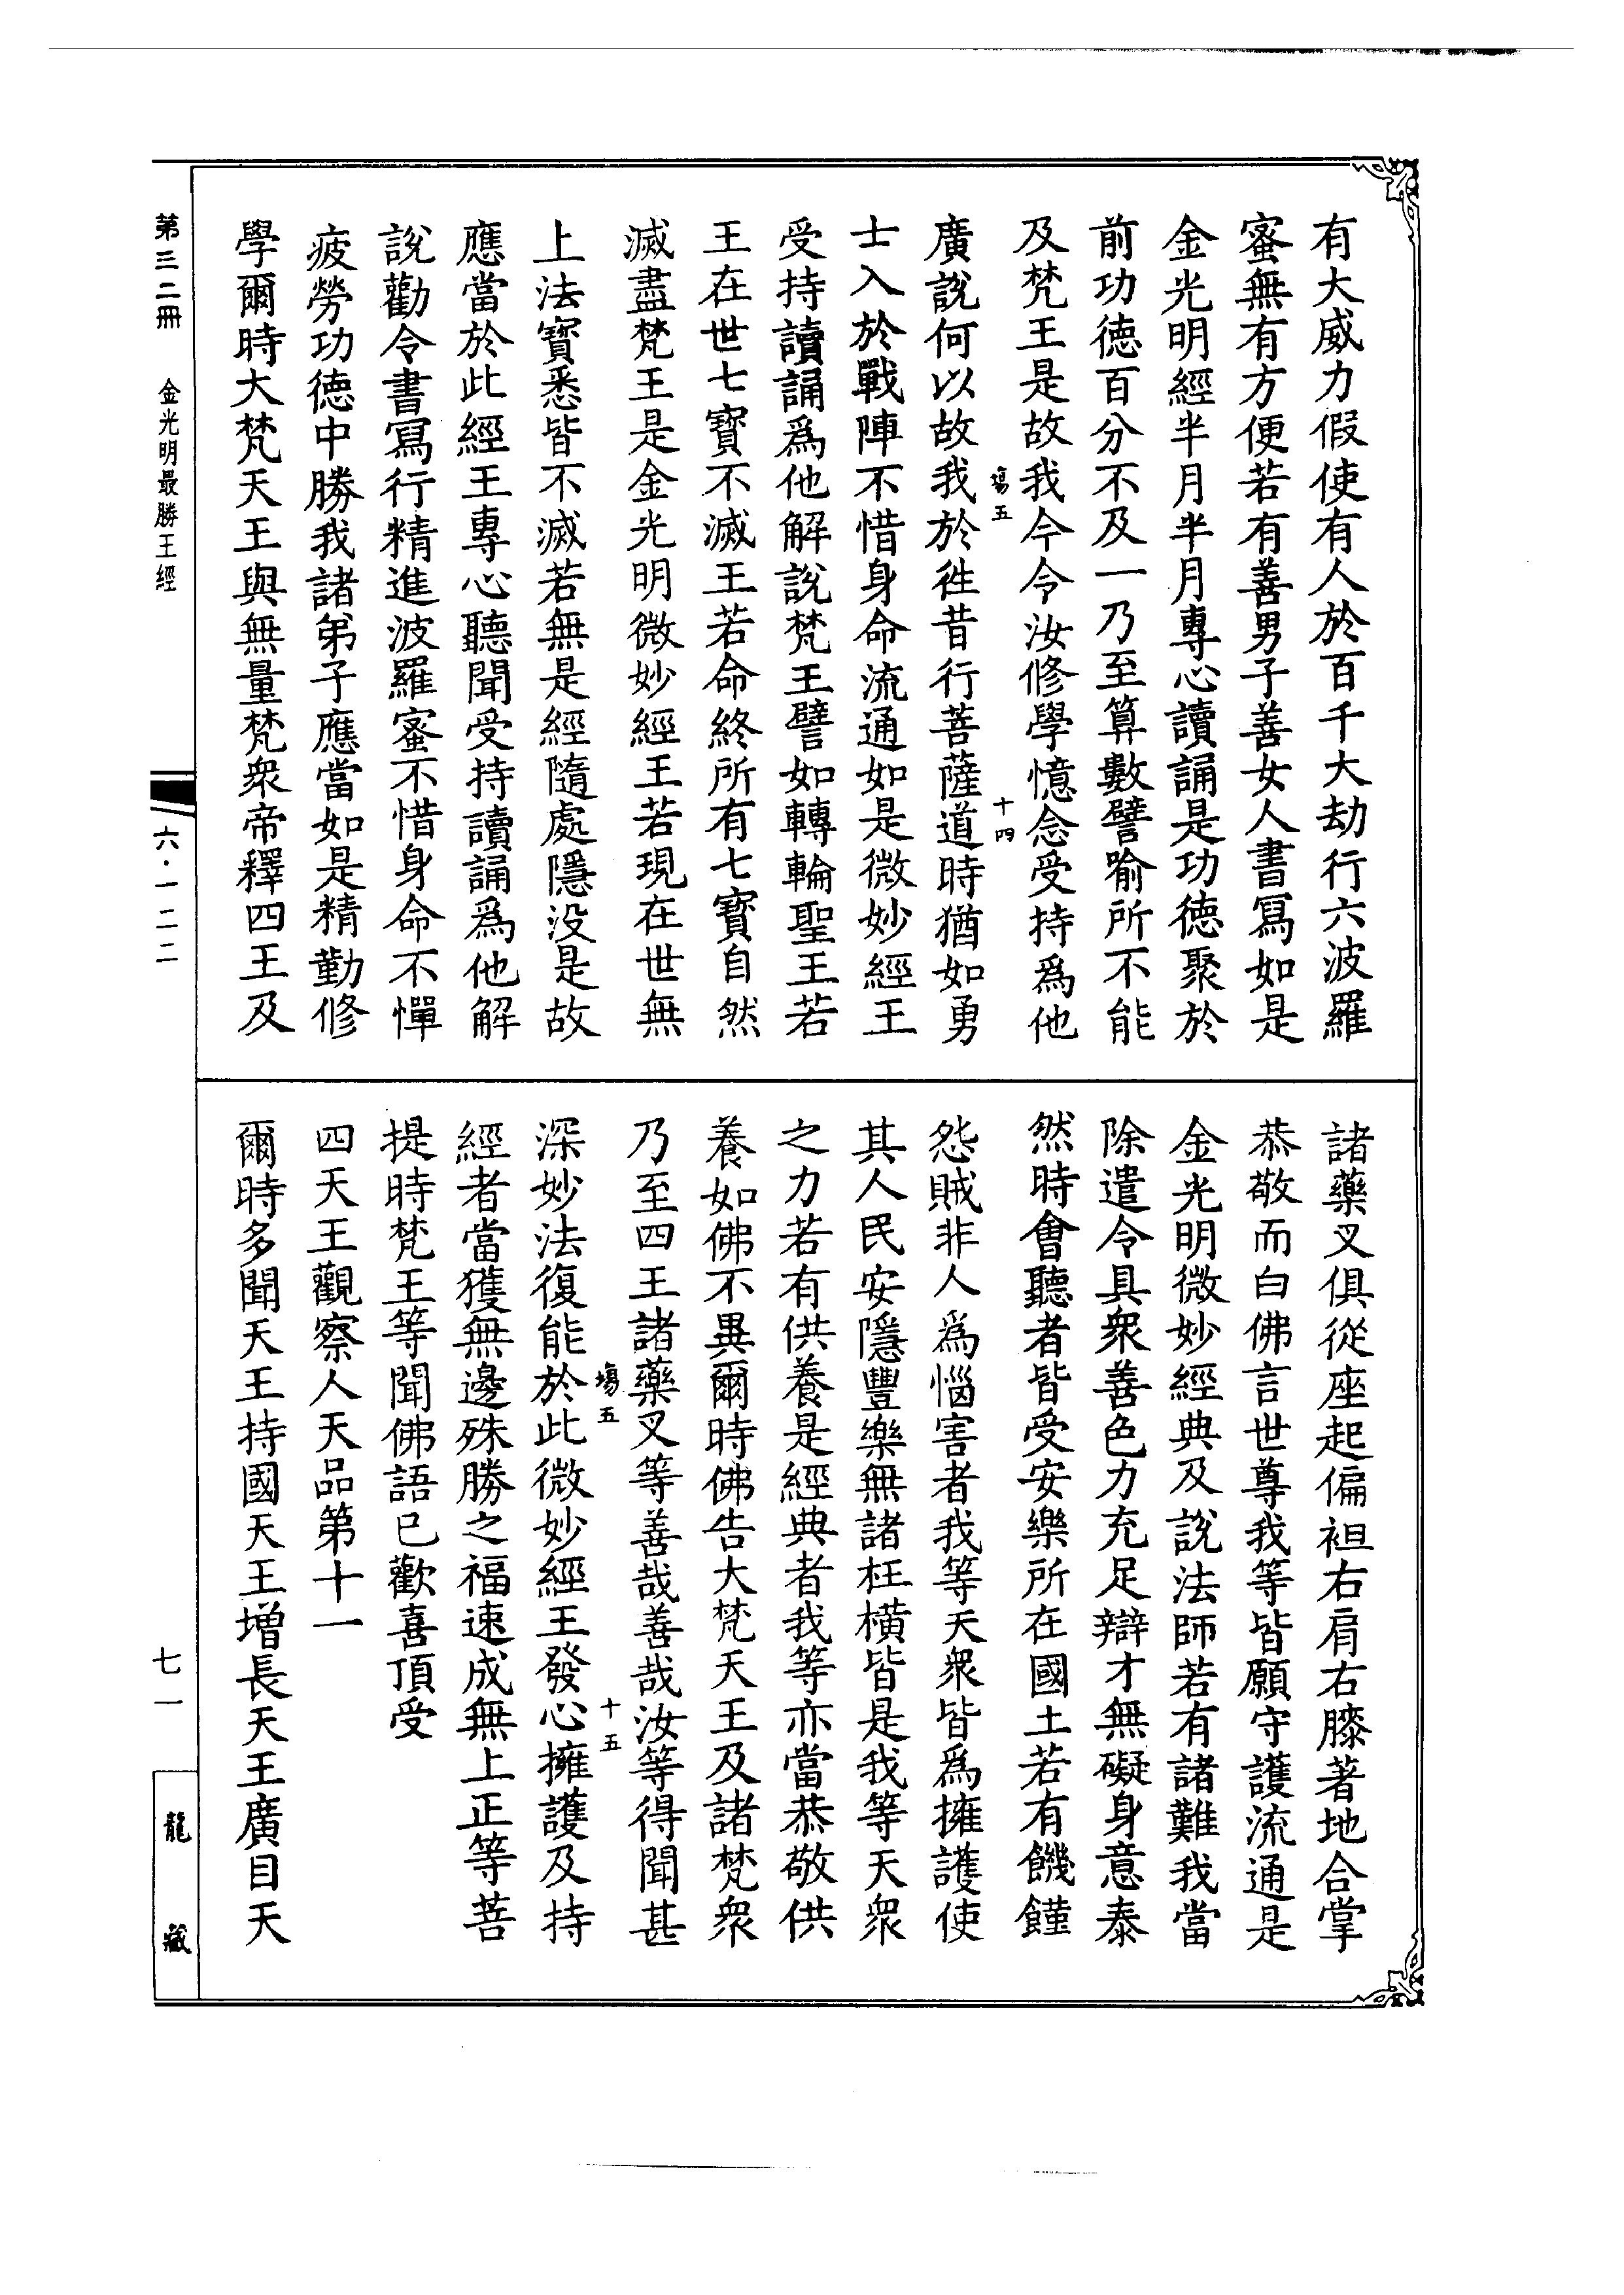 有大威力假使有人於百千大劫行六波羅
蜜無有方便若有善男子善女人書寫如是
金光明經半月半月專心讀誦是功德聚於
前功德百分不及一乃至算數譬喻所不能
及梵王是故我今令汝修學憶念受持爲他
場五
十四
廣說何以故我於徃昔行菩薩道時猶如勇
士入於戰陣不惜身命流通如是微妙經王
受持讀誦爲他解說梵王譬如轉輪聖王若
王在世七寶不滅王若命終所有七寶自然
滅盡梵王是金光明微妙經王若現在世無
上法寶悉皆不滅若無是經隨處隱没是故
應當於此經王專心聽聞受持讀誦爲他解
說勸令書寫行精進波羅蜜不惜身命不憚
疲勞功德中勝我諸弟子應當如是精勤修
學爾時大梵天王與無量梵衆帝釋四王及
諸藥叉俱從座起偏袒右肩右膝著地合掌
恭敬而白佛言世尊我等皆願守護流通是
金光明微妙經典及說法師若有諸難我當
除遣令具衆善色力充足辯才無礙身意泰
然時會聽者皆受安樂所在國土若有饑饉
怨賊非人爲惱害者我等天衆皆爲擁護使
其人民安隱豐樂無諸枉橫皆是我等天衆
之力若有供養是經典者我等亦當恭敬供
養如佛不異爾時佛告大梵天王及諸梵衆
乃至四王諸藥叉等善哉善哉汝等得聞甚
場五
十五
深妙法復能於此微妙經王發心擁護及持
經者當獲無邊殊勝之福速成無上正等菩
提時梵王等聞佛語已歡喜頂受
四天王觀察人天品第十一
爾時多聞天王持國天王增長天王廣目天
第三二冊　金光明最勝王經
六·一二二
七一
龍藏